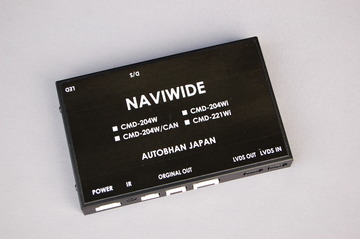 G21
D/S
NAVIWIDE
CMD-204W CMD-204Wi
CMD-204W/CAN CMD-221Wi
AUTOBHAN JAPAN
POWER IR ORGINAL OUT LVDS OUT LVDS IN